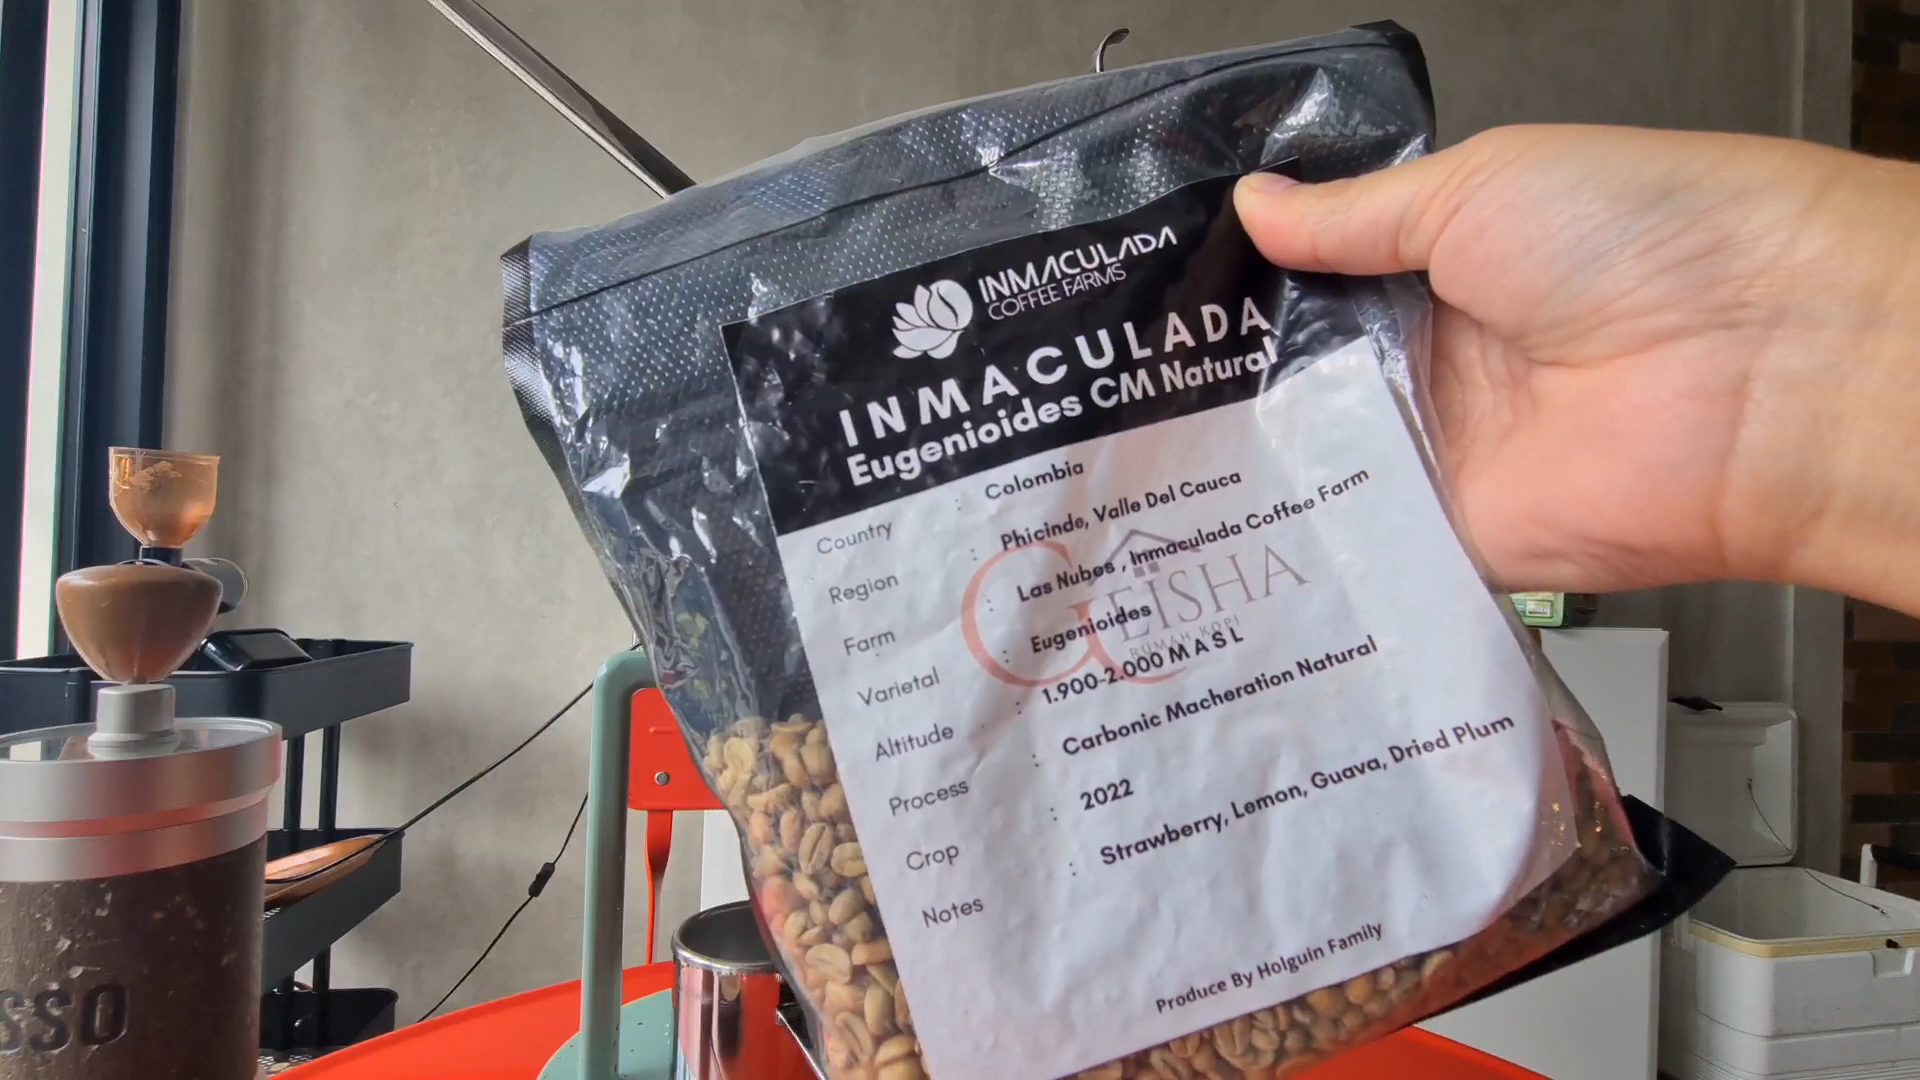 INMACULADA
COFFEE FARMS
INMACULADA
Eugenioides CM Natural
Country : Colombia
Region : Phicinde, Valle Del Cauca
Farm : Las Nubes , Inmaculada Coffee Farm
Varietal : Eugenioides
Altitude : 1.900-2.000 M A S L
Process : Carbonic Macheration Natural
Crop : 2022
Notes : Strawberry, Lemon, Guava, Dried Plum
GEISHA
RUMAH KOPI
Produce By Holguin Family
SSO